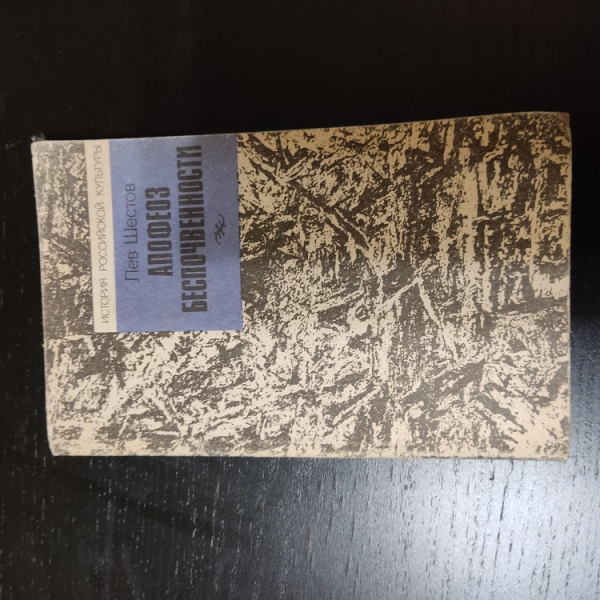 ИСТОРИЯ РОССИЙСКОЙ КУЛЬТУРЫ
Лев Шестов
АПОФЕОЗ
БЕСПОЧВЕННОСТИ